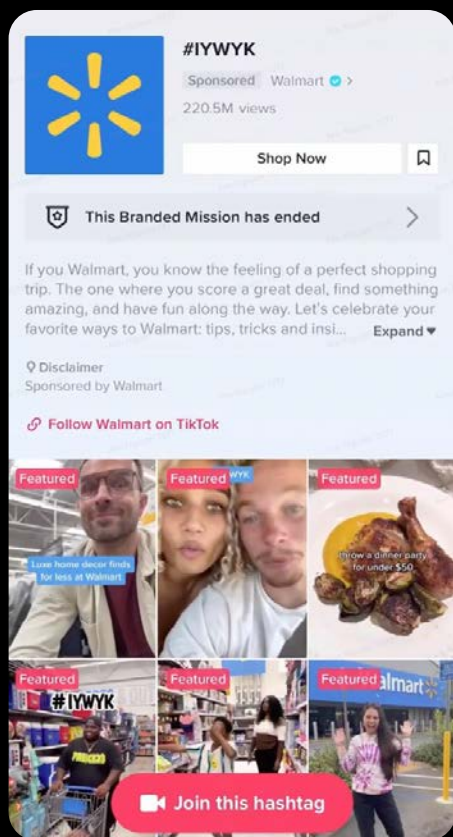 #IYWYK
Sponsored Walmart
220.5M views
Shop Now
This Branded Mission has ended
If you Walmart, you know the feeling of a perfect shopping
trip. The one where you score a great deal, find something
amazing, and have fun along the way. Let's celebrate your
favorite ways to Walmart: tips, tricks and insi... Expand
Disclaimer
Sponsored by Walmart
Follow Walmart on TikTok
Featured
Luxe home decor finds
for less at Walmart
Featured
WYK
Featured
throw a dinner party
for under $50
Featured
#IYWYK
Featured
Featured
almart
Join this hashtag